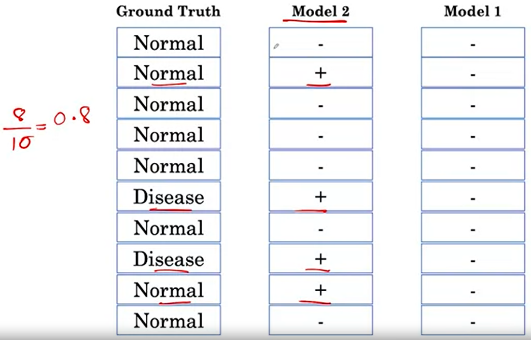 Ground Truth Model 2 Model 1
Normal - -
Normal + -
Normal - -
Normal - -
Normal - -
Disease + -
Normal - -
Disease + -
Normal + -
Normal - -
8/10 = 0.8